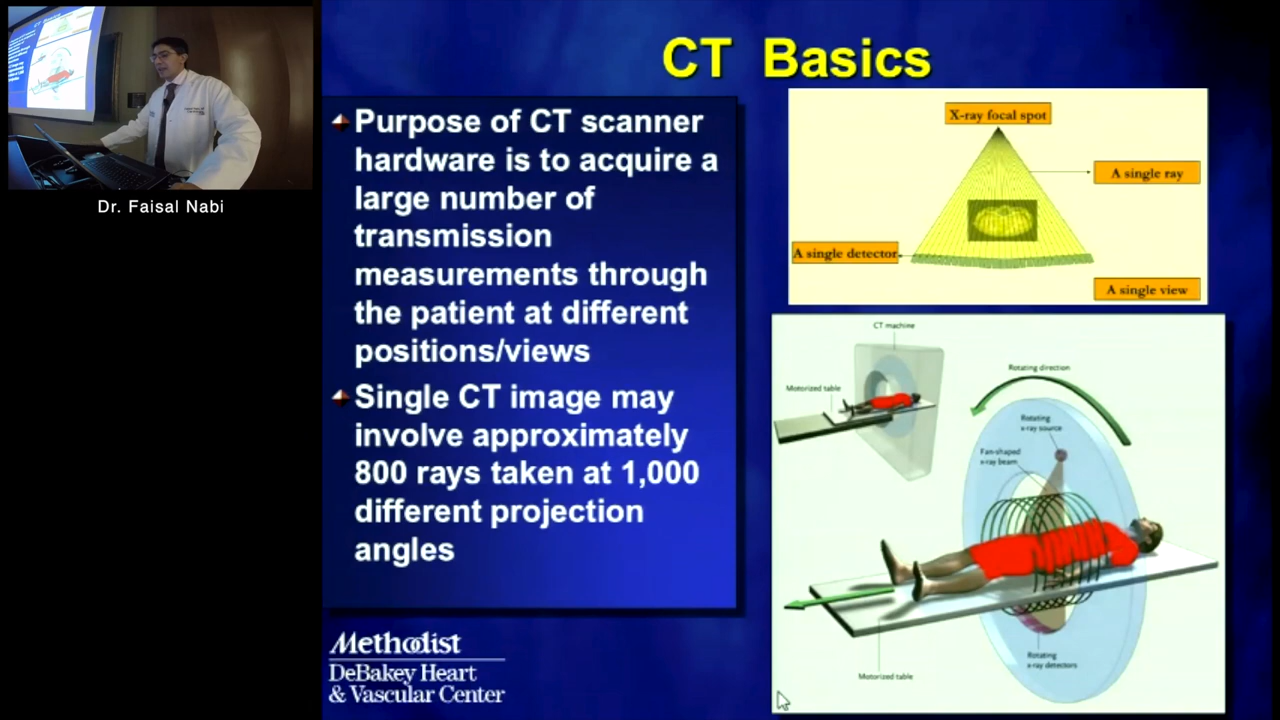 CT Basics
Dr. Faisal Nabi
Purpose of CT scanner
hardware is to acquire a
large number of
transmission
measurements through
the patient at different
positions/views
Single CT image may
involve approximately
800 rays taken at 1,000
different projection
angles
X-ray focal spot
A single ray
A single detector
A single view
CT machine
Motorized table
Rotating direction
Rotating
x-ray source
Fan-shaped
x-ray beam
Rotating
x-ray detectors
Motorized table
Methodist
DeBakey Heart
& Vascular Center